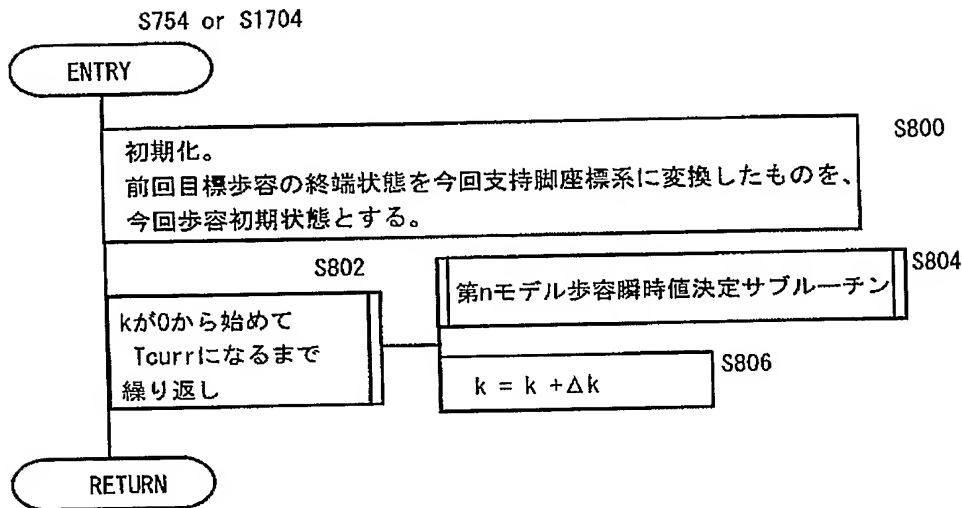 S754 or S1704
ENTRY
S800
初期化。
前回目標歩容の終端状態を今回支持脚座標系に変換したものを、
今回歩容初期状態とする。
S802
kが0から始めて
Tcurrになるまで
繰り返し
S804
第nモデル歩容瞬時値決定サブルーチン
S806
k = k +Δk
RETURN